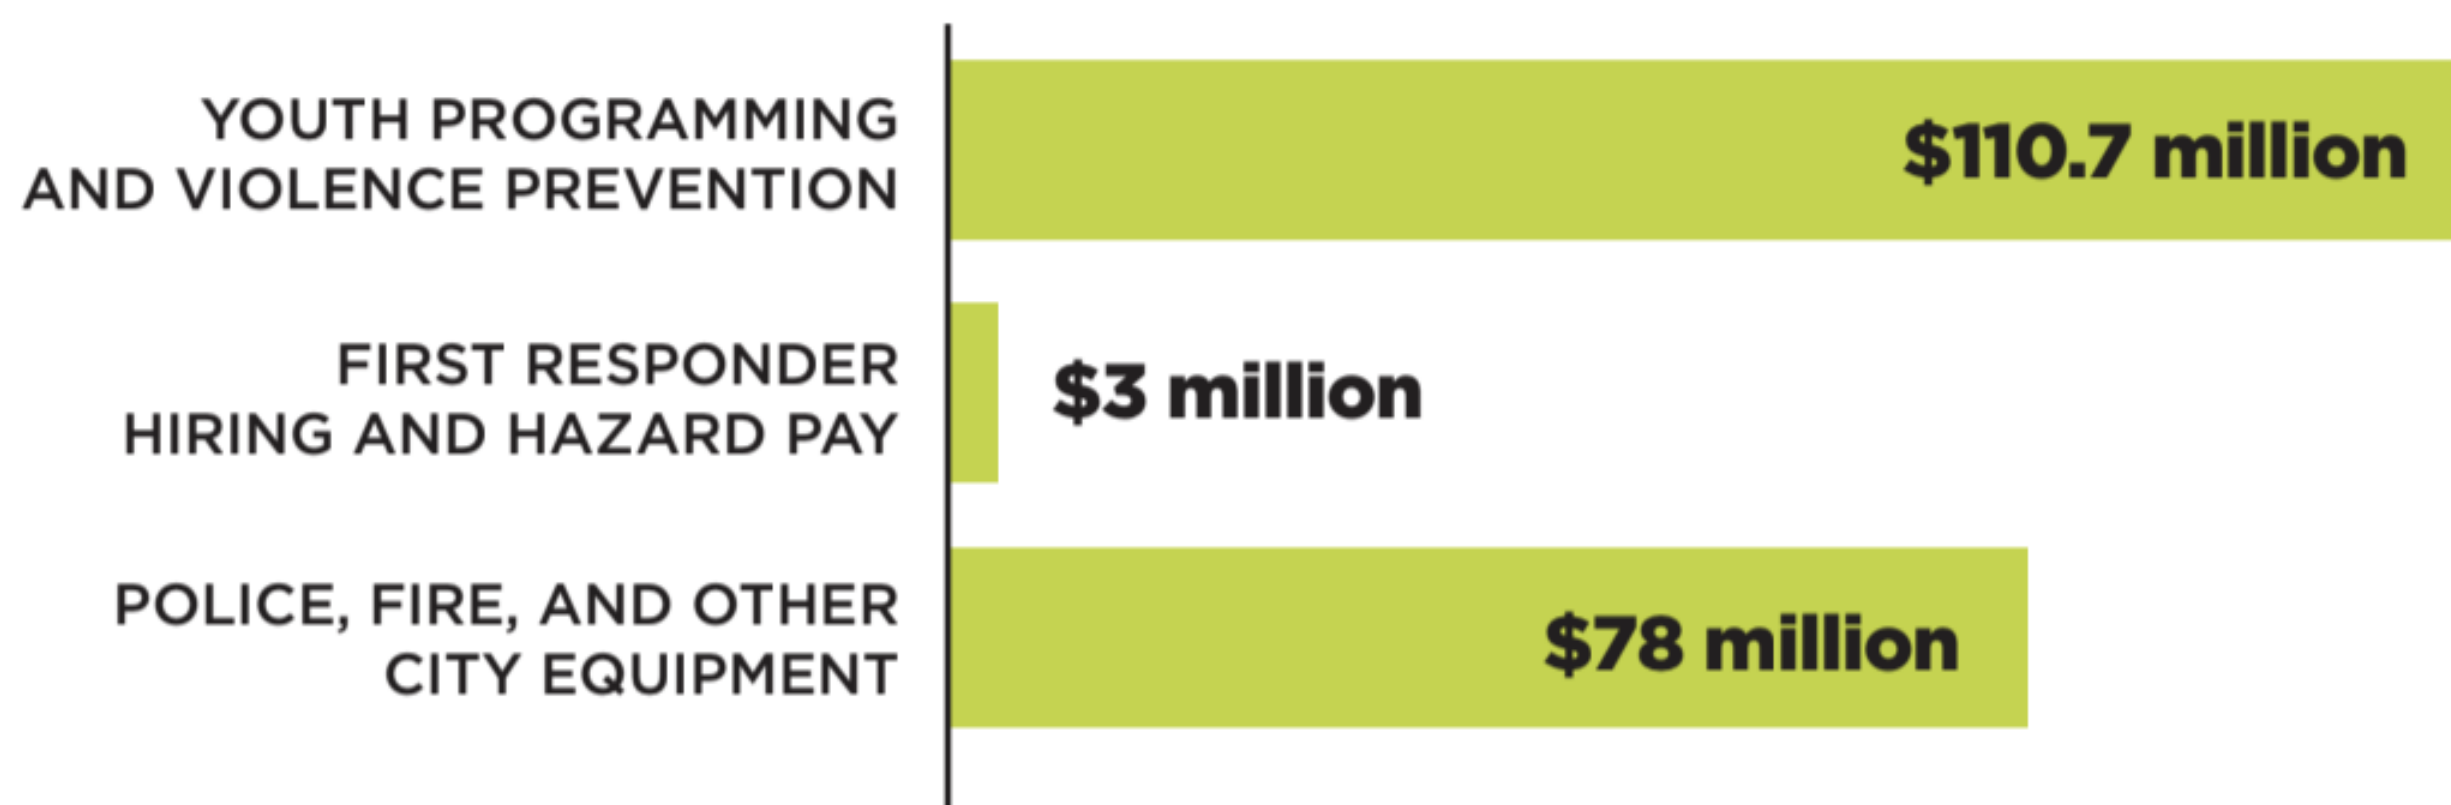 YOUTH PROGRAMMING
AND VIOLENCE PREVENTION
$110.7 million
FIRST RESPONDER
HIRING AND HAZARD PAY
$3 million
POLICE, FIRE, AND OTHER
CITY EQUIPMENT
$78 million